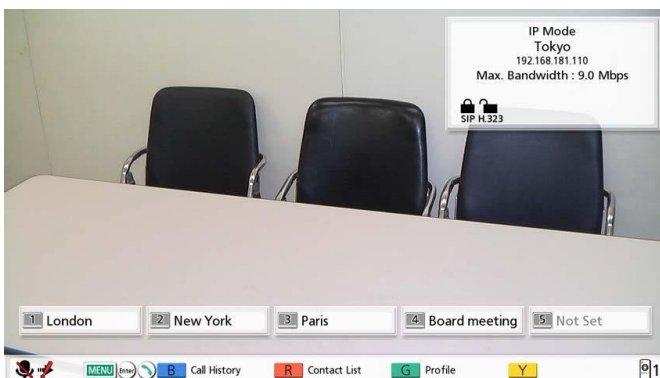 IP Mode
Tokyo
192.168.181.110
Max. Bandwidth : 9.0 Mbps
SIP H.323
1 London
2 New York
3 Paris
4 Board meeting
5 Not Set
MENU Enter B Call History R Contact List G Profile Y 1